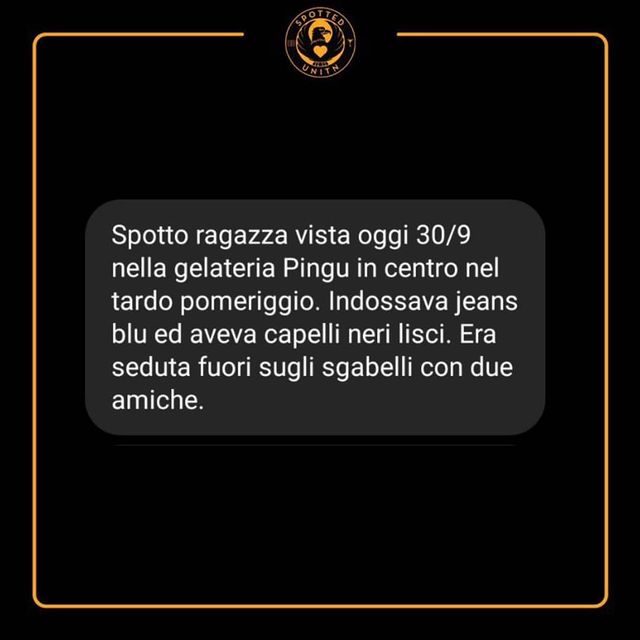 SPOTTED
UNITN
Spotto ragazza vista oggi 30/9
nella gelateria Pingu in centro nel
tardo pomeriggio. Indossava jeans
blu ed aveva capelli neri lisci. Era
seduta fuori sugli sgabelli con due
amiche.